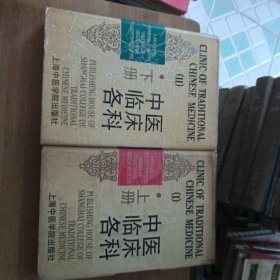 CLINIC OF TRADITIONAL
CHINESE MEDICINE
(II)
中医
临床
各科
•下册
PUBLISHING HOUSE OF
SHANGHAI COLLEGE OF
TRADITIONAL
CHINESE MEDICINE
上海中医学院出版社
CLINIC OF TRADITIONAL
CHINESE MEDICINE
(I)
中医
临床
各科
•上册
PUBLISHING HOUSE OF
SHANGHAI COLLEGE OF
TRADITIONAL
CHINESE MEDICINE
上海中医学院出版社